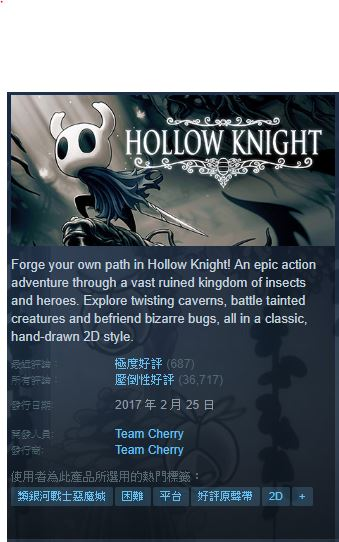 HOLLOW KNIGHT
Forge your own path in Hollow Knight! An epic action
adventure through a vast ruined kingdom of insects
and heroes. Explore twisting caverns, battle tainted
creatures and befriend bizarre bugs, all in a classic,
hand-drawn 2D style.
最近評論： 極度好評 (687)
所有評論： 壓倒性好評 (36,717)
發行日期: 2017 年 2 月 25 日
開發人員: Team Cherry
發行商: Team Cherry
使用者為此產品所選用的熱門標籤：
類銀河戰士惡魔城 困難 平台 好評原聲帶 2D +